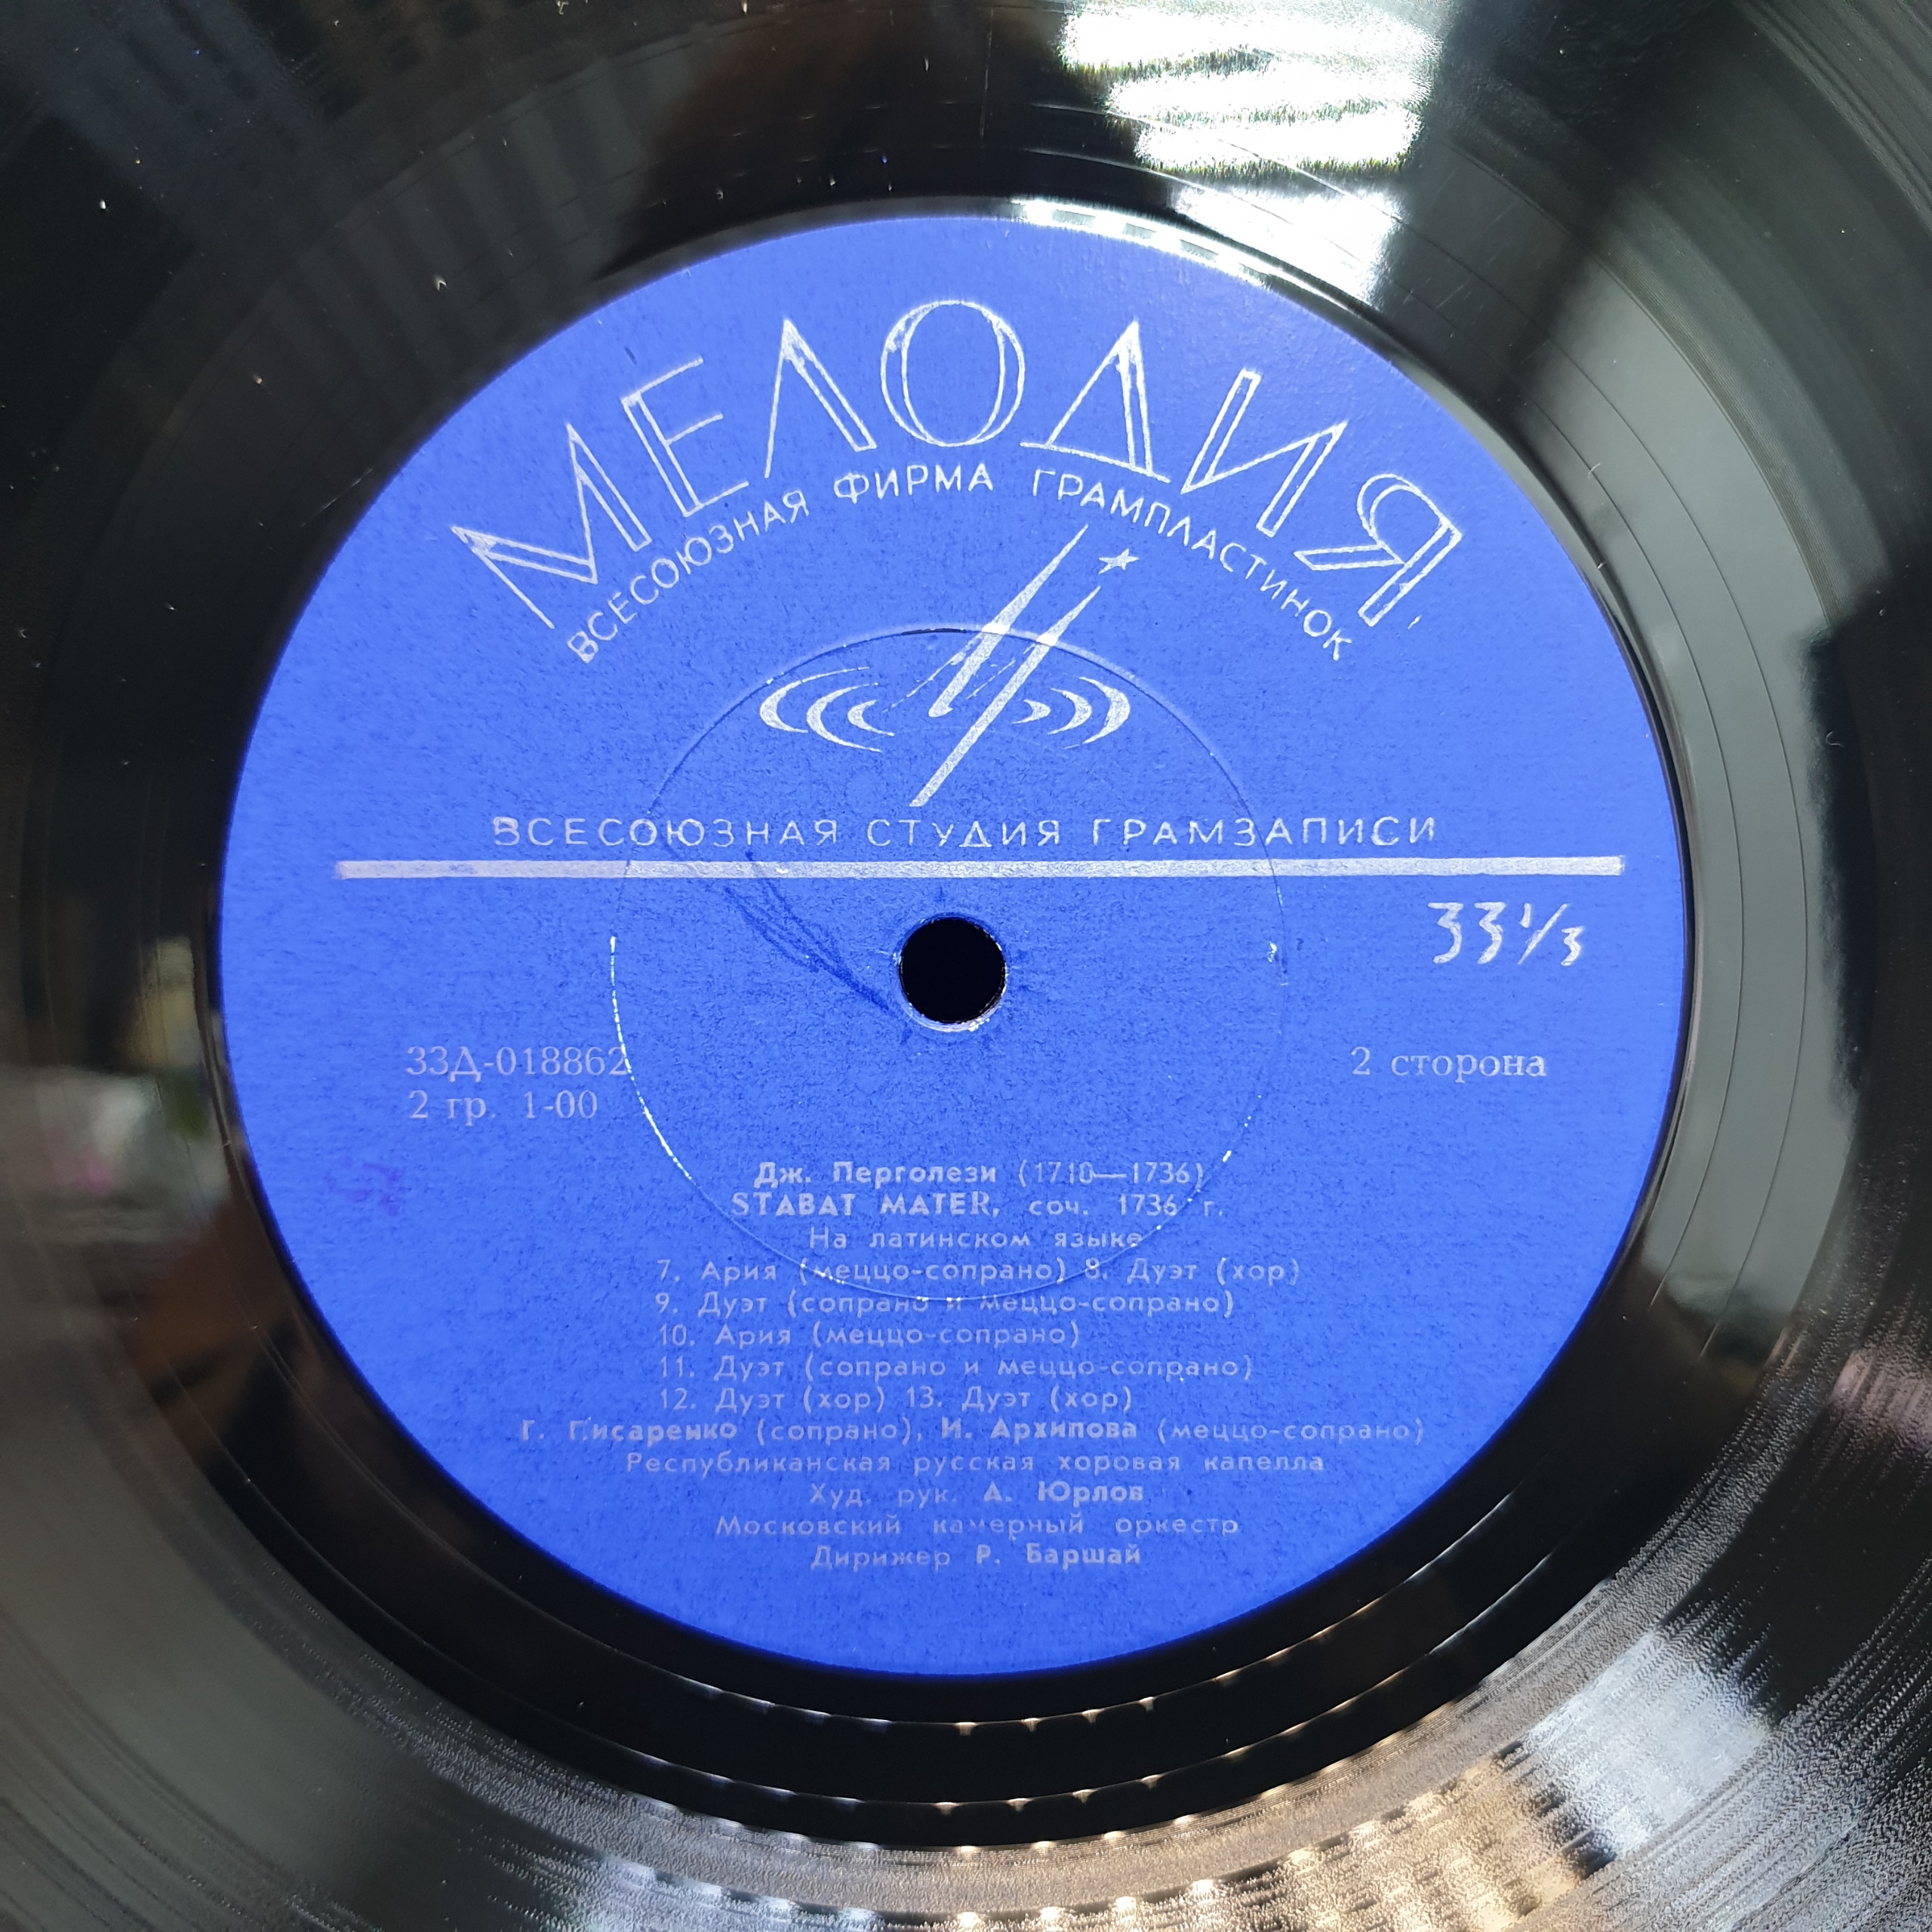 МЕЛОДИЯ
ВСЕСОЮЗНАЯ ФИРМА ГРАМПЛАСТИНОК
ВСЕСОЮЗНАЯ СТУДИЯ ГРАМЗАПИСИ
33⅓
33Д-018862
2 сторона
2 гр. 1-00
Дж. Перголези (1710—1736)
STABAT MATER, соч. 1736 г.
На латинском языке
7. Ария (меццо-сопрано) 8. Дуэт (хор)
9. Дуэт (сопрано и меццо-сопрано)
10. Ария (меццо-сопрано)
11. Дуэт (сопрано и меццо-сопрано)
12. Дуэт (хор) 13. Дуэт (хор)
Г. Писаренко (сопрано), И. Архипова (меццо-сопрано)
Республиканская русская хоровая капелла
Худ. рук. А. Юрлов
Московский камерный оркестр
Дирижер Р. Баршай